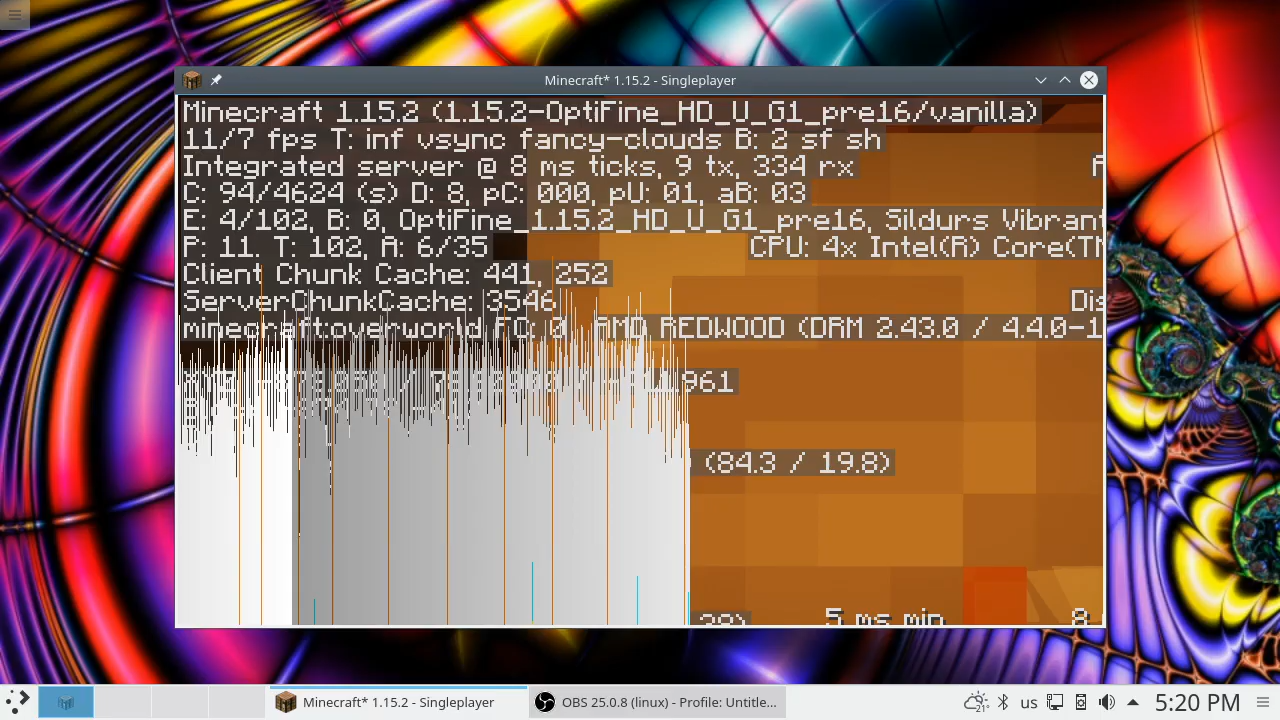 Minecraft* 1.15.2 - Singleplayer
Minecraft 1.15.2 (1.15.2-OptiFine_HD_U_G1_pre16/vanilla)
11/7 fps T: inf vsync fancy-clouds B: 2 sf sh
Integrated server @ 8 ms ticks, 9 tx, 334 rx
C: 94/4624 (s) D: 8, pC: 000, pU: 01, aB: 03
E: 4/102, B: 0, OptiFine_1.15.2_HD_U_G1_pre16, Sildurs Vibrant
P: 11. T: 102, A: 6/35 CPU: 4x Intel(R) Core(TM
Client Chunk Cache: 441, 252
ServerChunkCache: 3546 Dis
minecraft:overworld FC: 0, AMD REDWOOD (DRM 2.43.0 / 4.4.0-1
(84.3 / 19.8)
5 ms min 8
21°
us 5:20 PM
Minecraft* 1.15.2 - Singleplayer
OBS 25.0.8 (linux) - Profile: Untitle...